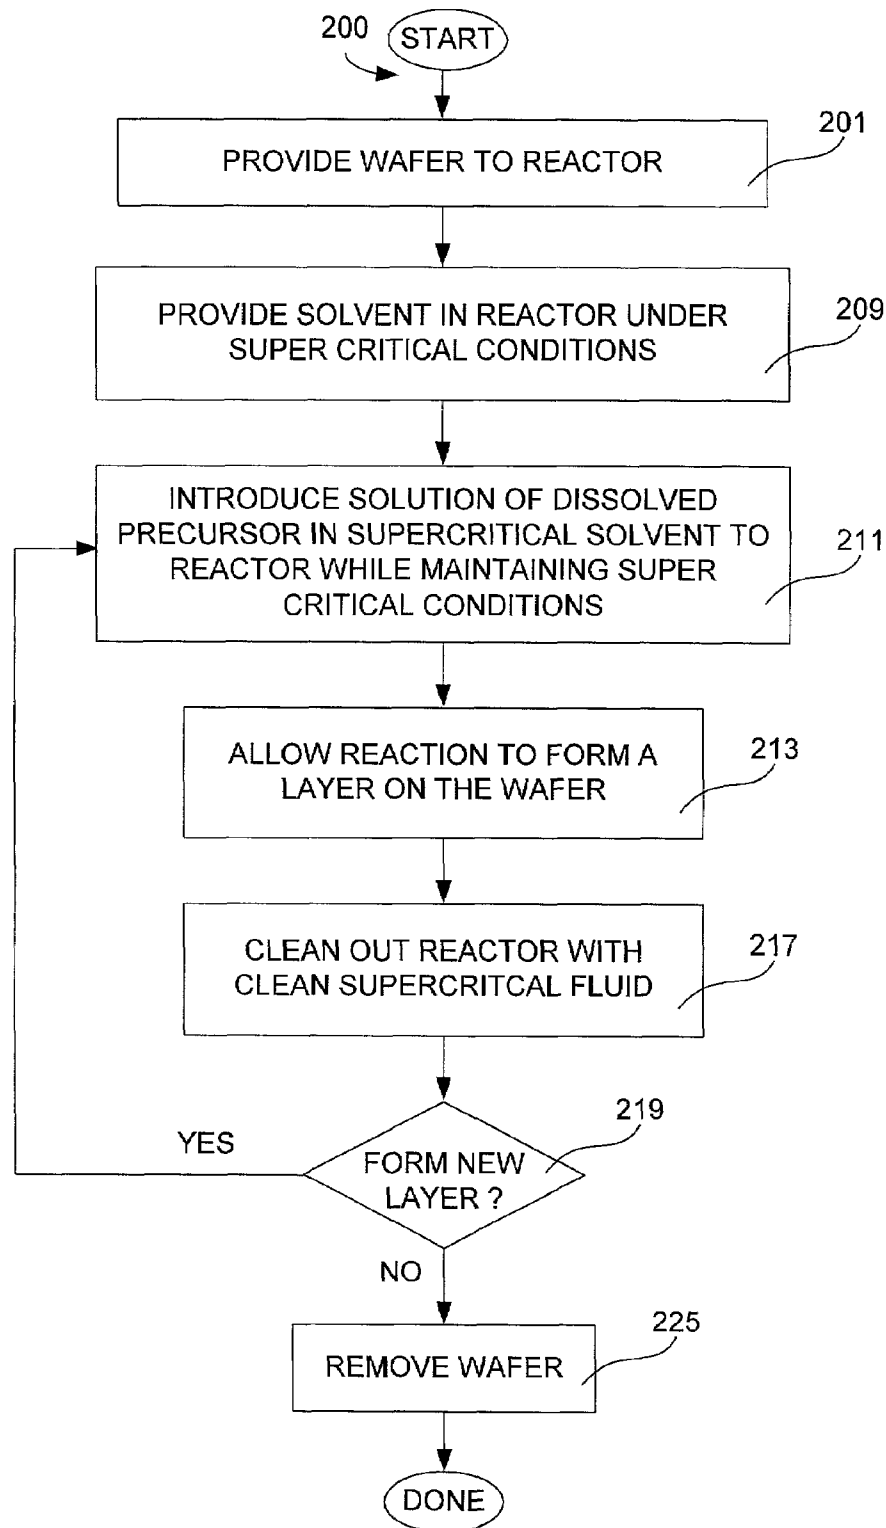 200
START
201
PROVIDE WAFER TO REACTOR
209
PROVIDE SOLVENT IN REACTOR UNDER
SUPER CRITICAL CONDITIONS
INTRODUCE SOLUTION OF DISSOLVED
PRECURSOR IN SUPERCRITICAL SOLVENT TO
REACTOR WHILE MAINTAINING SUPER
CRITICAL CONDITIONS
211
ALLOW REACTION TO FORM A
LAYER ON THE WAFER
213
CLEAN OUT REACTOR WITH
CLEAN SUPERCRITCAL FLUID
217
219
YES
FORM NEW
LAYER ?
NO
225
REMOVE WAFER
DONE